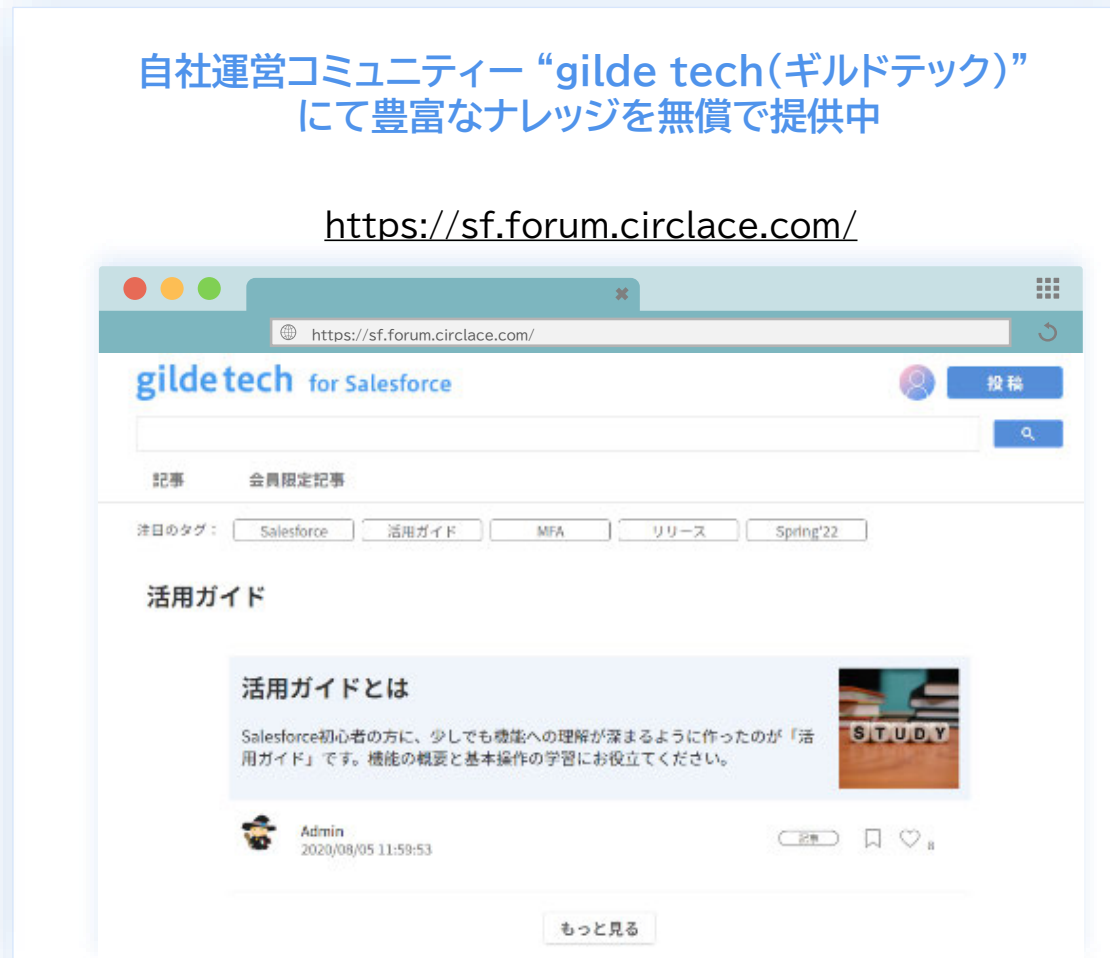 自社運営コミュニティー “gilde tech(ギルドテック)”
にて豊富なナレッジを無償で提供中
https://sf.forum.circlace.com/
https://sf.forum.circlace.com/
gilde tech for Salesforce
投稿
記事 会員限定記事
注目のタグ： Salesforce 活用ガイド MFA リリース Spring'22
活用ガイド
活用ガイドとは
Salesforce初心者の方に、少しでも機能への理解が深まるように作ったのが「活
用ガイド」です。機能の概要と基本操作の学習にお役立てください。
STUDY
Admin
2020/08/05 11:59:53
記事
8
もっと見る